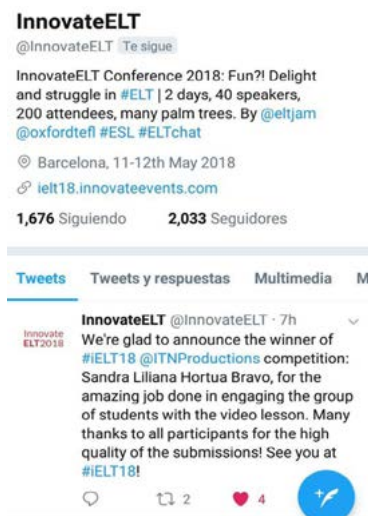 InnovateELT
@InnovateELT Te sigue
InnovateELT Conference 2018: Fun?! Delight
and struggle in #ELT | 2 days, 40 speakers,
200 attendees, many palm trees. By @eltjam
@oxfordtefl #ESL #ELTchat
Barcelona, 11-12th May 2018
ielt18.innovateevents.com
1,676 Siguiendo 2,033 Seguidores
Tweets Tweets y respuestas Multimedia M
InnovateELT @InnovateELT · 7h
Innovate
ELT2018
We're glad to announce the winner of
#iELT18 @ITNProductions competition:
Sandra Liliana Hortua Bravo, for the
amazing job done in engaging the group
of students with the video lesson. Many
thanks to all participants for the high
quality of the submissions! See you at
#iELT18!
2 4